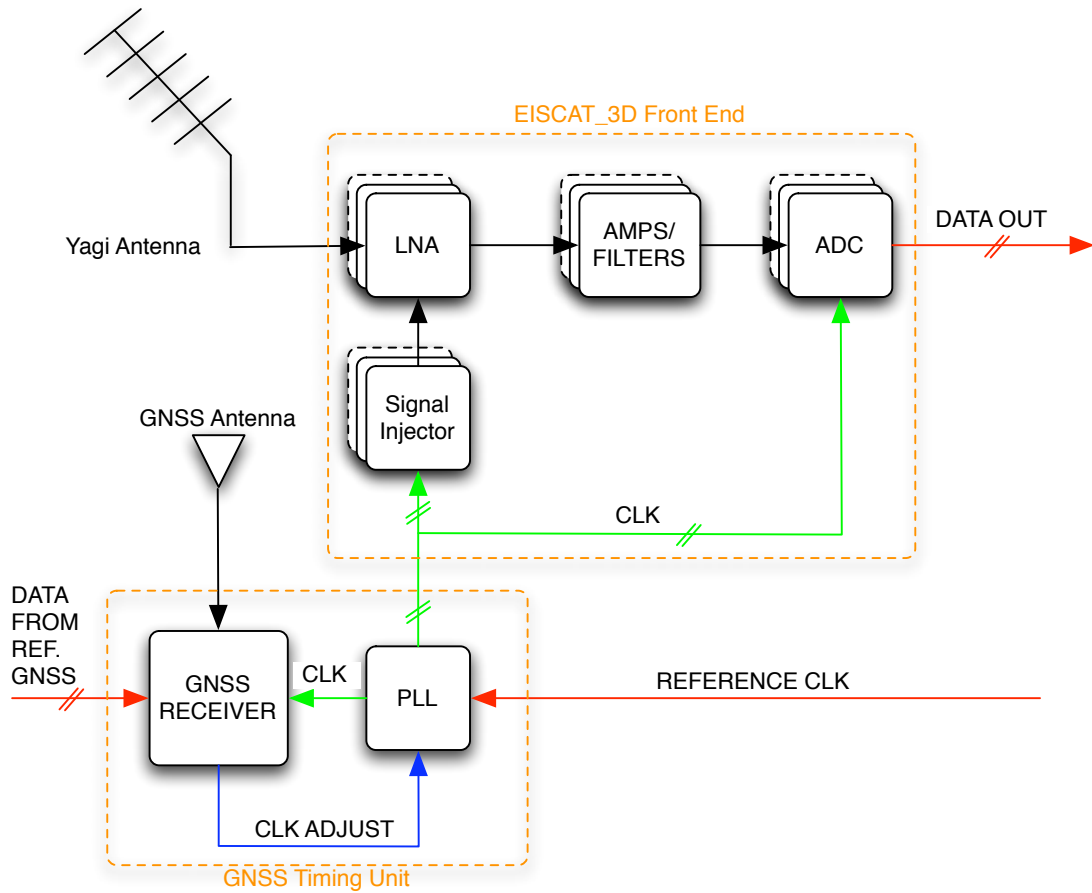 EISCAT_3D Front End
Yagi Antenna
LNA
AMPS/
FILTERS
ADC
DATA OUT
Signal
Injector
GNSS Antenna
CLK
DATA
FROM
REF.
GNSS
GNSS
RECEIVER
CLK
PLL
REFERENCE CLK
CLK ADJUST
GNSS Timing Unit